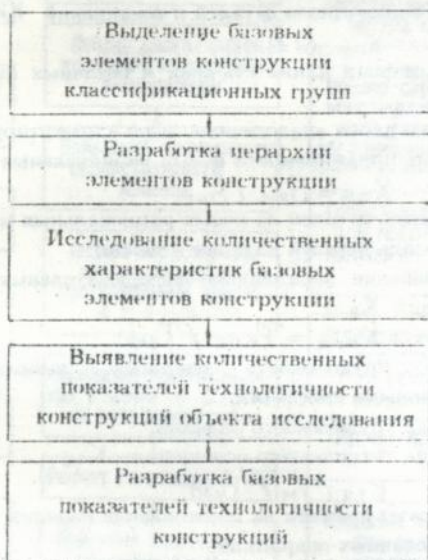 Выделение базовых
элементов конструкции
классификационных групп
Разработка иерархии
элементов конструкции
Исследование количественных
характеристик базовых
элементов конструкции
Выявление количественных
показателей технологичности
конструкций объекта исследования
Разработка базовых
показателей технологичности
конструкций